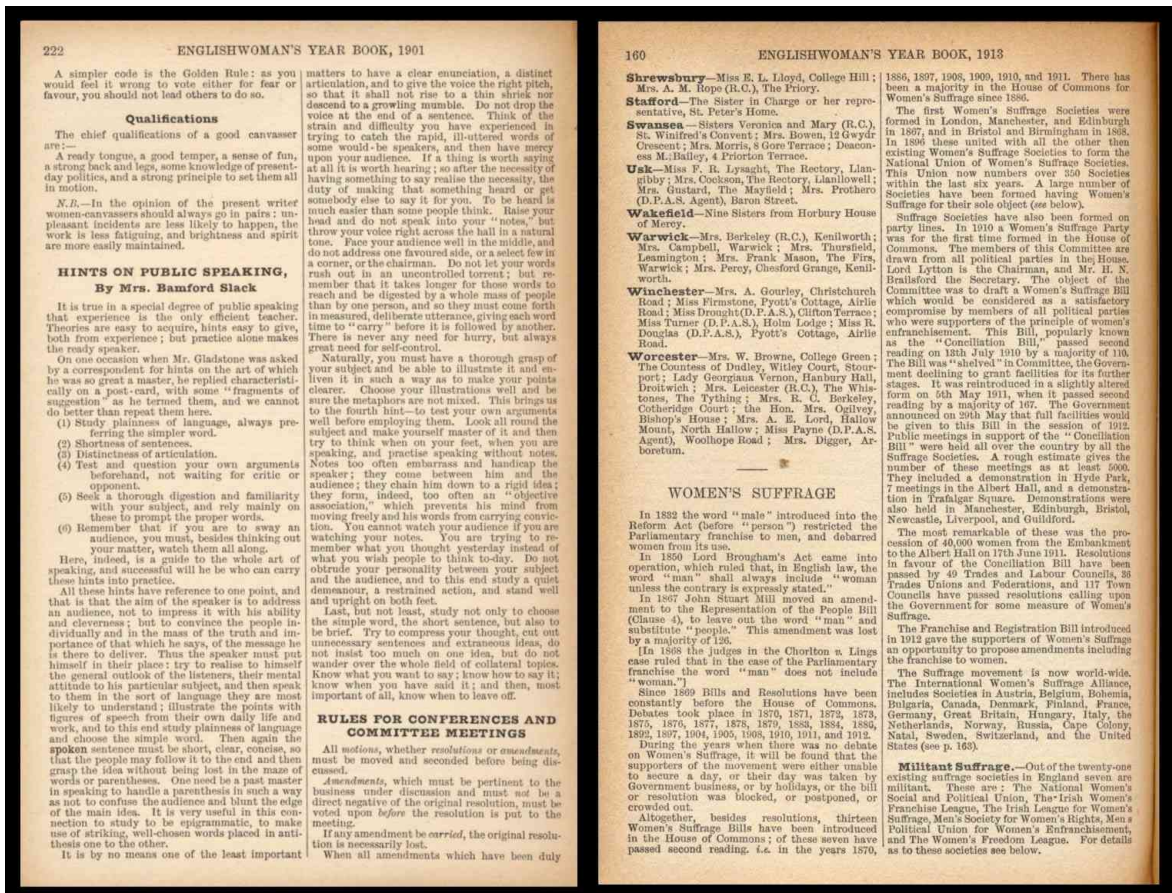 222
ENGLISHWOMAN'S YEAR BOOK, 1901
A simpler code is the Golden Rule: as you
would feel it wrong to vote either for fear or
favour, you should not lead others to do so.
Qualifications
The chief qualifications of a good canvasser
are:—
A ready tongue, a good temper, a sense of fun,
a strong back and legs, some knowledge of present-
day politics, and a strong principle to set them all
in motion.
N.B.—In the opinion of the present writer
women-canvassers should always go in pairs: un-
pleasant incidents are less likely to happen, the
work is less fatiguing, and brightness and spirit
are more easily maintained.
HINTS ON PUBLIC SPEAKING,
By Mrs. Bamford Slack
It is true in a special degree of public speaking
that experience is the only efficient teacher.
Theories are easy to acquire, hints easy to give,
both from experience; but practice alone makes
the ready speaker.
On one occasion when Mr. Gladstone was asked
by a correspondent for hints on the art of which
he was so great a master, he replied characteristi-
cally on a post-card, with some "fragments of
suggestion" as he termed them, and we cannot
do better than repeat them here.
(1) Study plainness of language, always pre-
ferring the simpler word.
(2) Shortness of sentences.
(3) Distinctness of articulation.
(4) Test and question your own arguments
beforehand, not waiting for critic or
opponent.
(5) Seek a thorough digestion and familiarity
with your subject, and rely mainly on
these to prompt the proper words.
(6) Remember that if you are to sway an
audience, you must, besides thinking out
your matter, watch them all along.
Here, indeed, is a guide to the whole art of
speaking, and successful will he be who can carry
these hints into practice.
All these hints have reference to one point, and
that is that the aim of the speaker is to address
an audience, not to impress it with his ability
and cleverness; but to convince the people in-
dividually and in the mass of the truth and im-
portance of that which he says, of the message he
is there to deliver. Thus the speaker must put
himself in their place: try to realise to himself
the general outlook of the listeners, their mental
attitude to his particular subject, and then speak
to them in the sort of language they are most
likely to understand; illustrate the points with
figures of speech from their own daily life and
work, and to this end study plainness of language
and choose the simple word. Then again the
spoken sentence must be short, clear, concise, so
that the people may follow it to the end and then
grasp the idea without being lost in the maze of
words or parentheses. One need be a past master
in speaking to handle a parenthesis in such a way
as not to confuse the audience and blunt the edge
of the main idea. It is very useful in this con-
nection to study to be epigrammatic, to make
use of striking, well-chosen words placed in anti-
thesis one to the other.
It is by no means one of the least important
matters to have a clear enunciation, a distinct
articulation, and to give the voice the right pitch,
so that it shall not rise to a thin shriek nor
descend to a growling mumble. Do not drop the
voice at the end of a sentence. Think of the
strain and difficulty you have experienced in
trying to catch the rapid, ill-uttered words of
some would-be speakers, and then have mercy
upon your audience. If a thing is worth saying
at all it is worth hearing; so after the necessity of
having something to say realise the necessity, the
duty of making that something heard or get
somebody else to say it for you. To be heard is
much easier than some people think. Raise your
head and do not speak into your "notes," but
throw your voice right across the hall in a natural
tone. Face your audience well in the middle, and
do not address one favoured side, or a select few in
a corner, or the chairman. Do not let your words
rush out in an uncontrolled torrent; but re-
member that it takes longer for those words to
reach and be digested by a whole mass of people
than by one person, and so they must come forth
in measured, deliberate utterance, giving each word
time to "carry" before it is followed by another.
There is never any need for hurry, but always
great need for self-control.
Naturally, you must have a thorough grasp of
your subject and be able to illustrate it and en-
liven it in such a way as to make your points
clearer. Choose your illustrations well and be
sure the metaphors are not mixed. This brings us
to the fourth hint—to test your own arguments
well before employing them. Look all round the
subject and make yourself master of it and then
try to think when on your feet, when you are
speaking, and practise speaking without notes.
Notes too often embarrass and handicap the
speaker; they come between him and the
audience; they chain him down to a rigid idea;
they form, indeed, too often an "objective
association," which prevents his mind from
moving freely and his words from carrying convic-
tion. You cannot watch your audience if you are
watching your notes. You are trying to re-
member what you thought yesterday instead of
what you wish people to think to-day. Do not
obtrude your personality between your subject
and the audience, and to this end study a quiet
demeanour, a restrained action, and stand well
and upright on both feet.
Last, but not least, study not only to choose
the simple word, the short sentence, but also to
be brief. Try to compress your thought, cut out
unnecessary sentences and extraneous ideas, do
not insist too much on one idea, but do not
wander over the whole field of collateral topics.
Know what you want to say; know how to say it;
know when you have said it; and then, most
important of all, know when to leave off.
RULES FOR CONFERENCES AND
COMMITTEE MEETINGS
All motions, whether resolutions or amendments,
must be moved and seconded before being dis-
cussed.
Amendments, which must be pertinent to the
business under discussion and must not be a
direct negative of the original resolution, must be
voted upon before the resolution is put to the
meeting.
If any amendment be carried, the original resolu-
tion is necessarily lost.
When all amendments which have been duly
160
ENGLISHWOMAN'S YEAR BOOK, 1913
Shrewsbury—Miss E. L. Lloyd, College Hill;
Mrs. A. M. Rope (R.C.), The Priory.
Stafford—The Sister in Charge or her repre-
sentative, St. Peter's Home.
Swansea—Sisters Veronica and Mary (R.C.),
St. Winifred's Convent; Mrs. Bowen, 12 Gwydr
Crescent; Mrs. Morris, 8 Gore Terrace; Deacon-
ess M. Bailey, 4 Priorton Terrace.
Usk—Miss F. R. Lysaght, The Rectory, Llan-
gibby; Mrs. Cookson, The Rectory, Llanllowell;
Mrs. Gustard, The Mayfield; Mrs. Prothero
(D.P.A.S. Agent), Baron Street.
Wakefield—Nine Sisters from Horbury House
of Mercy.
Warwick—Mrs. Berkeley (R.C.), Kenilworth;
Mrs. Campbell, Warwick; Mrs. Thursfield,
Leamington; Mrs. Frank Mason, The Firs,
Warwick; Mrs. Percy, Chesford Grange, Kenil-
worth.
Winchester—Mrs. A. Gourley, Christchurch
Road; Miss Firmstone, Pyott's Cottage, Airlie
Road; Miss Drought (D.P.A.S.), Clifton Terrace;
Miss Turner (D.P.A.S.), Holm Lodge; Miss R.
Douglas (D.P.A.S.), Pyott's Cottage, Airlie
Road.
Worcester—Mrs. W. Browne, College Green;
The Countess of Dudley, Witley Court, Stour-
port; Lady Georgiana Vernon, Hanbury Hall,
Droitwich; Mrs. Leicester (R.C.), The Whis-
tones, The Tything; Mrs. R. C. Berkeley,
Cotheridge Court; the Hon. Mrs. Ogilvey,
Bishop's House; Mrs. A. E. Lord, Hallow
Mount, North Hallow; Miss Payne (D.P.A.S.
Agent), Woolhope Road; Mrs. Digger, Ar-
boretum.
WOMEN'S SUFFRAGE
In 1832 the word "male" introduced into the
Reform Act (before "person") restricted the
Parliamentary franchise to men, and debarred
women from its use.
In 1850 Lord Brougham's Act came into
operation, which ruled that, in English law, the
word "man" shall always include "woman
unless the contrary is expressly stated."
In 1867 John Stuart Mill moved an amend-
ment to the Representation of the People Bill
(Clause 4), to leave out the word "man" and
substitute "people." This amendment was lost
by a majority of 126.
[In 1868 the judges in the Chorlton v. Lings
case ruled that in the case of the Parliamentary
franchise the word "man" does not include
"woman."]
Since 1869 Bills and Resolutions have been
constantly before the House of Commons.
Debates took place in 1870, 1871, 1872, 1873,
1875, 1876, 1877, 1878, 1879, 1883, 1884, 1886,
1892, 1897, 1904, 1905, 1908, 1910, 1911, and 1912.
During the years when there was no debate
on Women's Suffrage, it will be found that the
supporters of the movement were either unable
to secure a day, or their day was taken by
Government business, or by holidays, or the bill
or resolution was blocked, or postponed, or
crowded out.
Altogether, besides resolutions, thirteen
Women's Suffrage Bills have been introduced
in the House of Commons; of these seven have
passed second reading. i.e. in the years 1870,
1886, 1897, 1908, 1909, 1910, and 1911. There has
been a majority in the House of Commons for
Women's Suffrage since 1886.
The first Women's Suffrage Societies were
formed in London, Manchester, and Edinburgh
in 1867, and in Bristol and Birmingham in 1868.
In 1896 these united with all the other then
existing Women's Suffrage Societies to form the
National Union of Women's Suffrage Societies.
This Union now numbers over 350 Societies
within the last six years. A large number of
Societies have been formed having Women's
Suffrage for their sole object (see below).
Suffrage Societies have also been formed on
party lines. In 1910 a Women's Suffrage Party
was for the first time formed in the House of
Commons. The members of this Committee are
drawn from all political parties in the House.
Lord Lytton is the Chairman, and Mr. H. N.
Brailsford the Secretary. The object of the
Committee was to draft a Women's Suffrage Bill
which would be considered as a satisfactory
compromise by members of all political parties
who were supporters of the principle of women's
enfranchisement. This Bill, popularly known
as the "Conciliation Bill," passed second
reading on 13th July 1910 by a majority of 110.
The Bill was "shelved" in Committee, the Govern-
ment declining to grant facilities for its further
stages. It was reintroduced in a slightly altered
form on 5th May 1911, when it passed second
reading by a majority of 167. The Government
announced on 29th May that full facilities would
be given to this Bill in the session of 1912.
Public meetings in support of the "Conciliation
Bill" were held all over the country by all the
Suffrage Societies. A rough estimate gives the
number of these meetings as at least 5000.
They included a demonstration in Hyde Park,
7 meetings in the Albert Hall, and a demonstra-
tion in Trafalgar Square. Demonstrations were
also held in Manchester, Edinburgh, Bristol,
Newcastle, Liverpool, and Guildford.
The most remarkable of these was the pro-
cession of 40,000 women from the Embankment
to the Albert Hall on 17th June 1911. Resolutions
in favour of the Conciliation Bill have been
passed by 49 Trades and Labour Councils, 38
Trades Unions and Federations, and 117 Town
Councils have passed resolutions calling upon
the Government for some measure of Women's
Suffrage.
The Franchise and Registration Bill introduced
in 1912 gave the supporters of Women's Suffrage
an opportunity to propose amendments including
the franchise to women.
The Suffrage movement is now world-wide.
The International Women's Suffrage Alliance,
includes Societies in Austria, Belgium, Bohemia,
Bulgaria, Canada, Denmark, Finland, France,
Germany, Great Britain, Hungary, Italy, the
Netherlands, Norway, Russia, Cape Colony,
Natal, Sweden, Switzerland, and the United
States (see p. 163).
Militant Suffrage.—Out of the twenty-one
existing suffrage societies in England seven are
militant. These are: The National Women's
Social and Political Union, The Irish Women's
Franchise League, The Irish League for Women's
Suffrage, Men's Society for Women's Rights, Men's
Political Union for Women's Enfranchisement,
and The Women's Freedom League. For details
as to these societies see below.